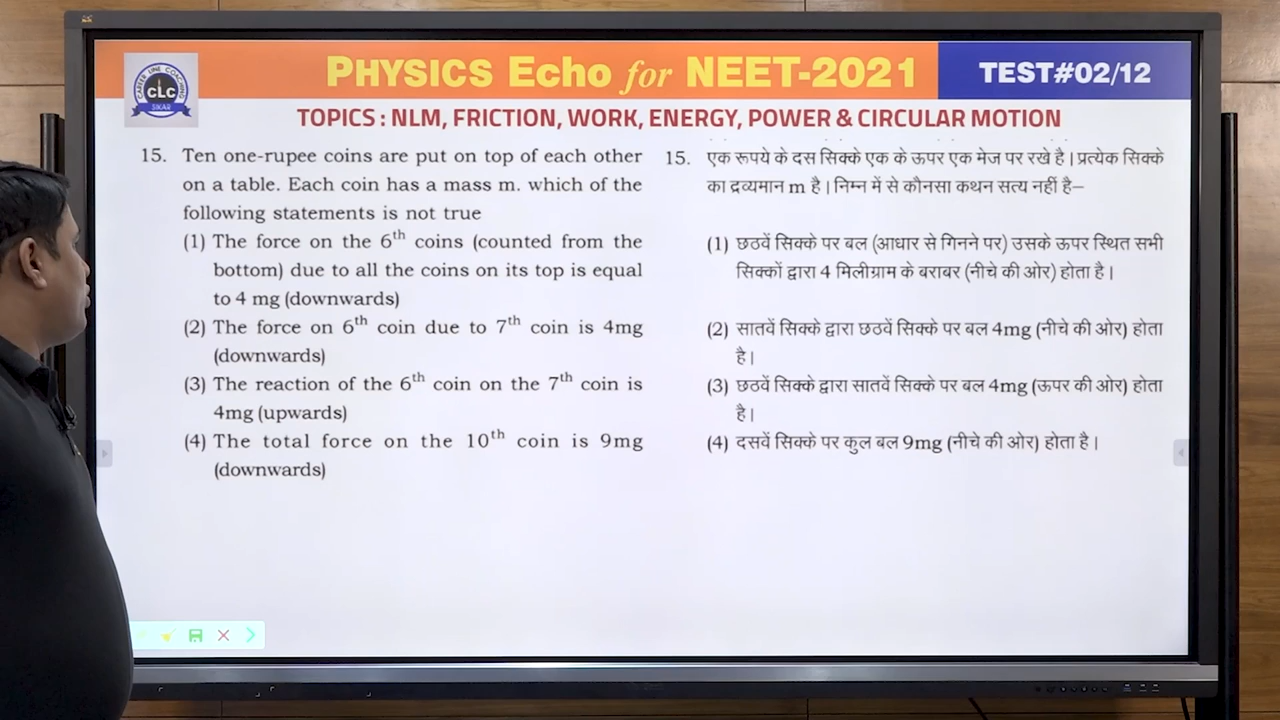 PHYSICS Echo for NEET-2021
TEST#02/12
CAREER LINE COACHING
CLC
SIKAR
TOPICS : NLM, FRICTION, WORK, ENERGY, POWER & CIRCULAR MOTION
15. Ten one-rupee coins are put on top of each other
on a table. Each coin has a mass m. which of the
following statements is not true
(1) The force on the 6th coins (counted from the
bottom) due to all the coins on its top is equal
to 4 mg (downwards)
(2) The force on 6th coin due to 7th coin is 4mg
(downwards)
(3) The reaction of the 6th coin on the 7th coin is
4mg (upwards)
(4) The total force on the 10th coin is 9mg
(downwards)
15. एक रूपये के दस सिक्के एक के ऊपर एक मेज पर रखे है। प्रत्येक सिक्के
का द्रव्यमान m है। निम्न में से कौनसा कथन सत्य नहीं है–
(1) छठवें सिक्के पर बल (आधार से गिनने पर) उसके ऊपर स्थित सभी
सिक्कों द्वारा 4 मिलीग्राम के बराबर (नीचे की ओर) होता है।
(2) सातवें सिक्के द्वारा छठवें सिक्के पर बल 4mg (नीचे की ओर) होता
है।
(3) छठवें सिक्के द्वारा सातवें सिक्के पर बल 4mg (ऊपर की ओर) होता
है।
(4) दसवें सिक्के पर कुल बल 9mg (नीचे की ओर) होता है।